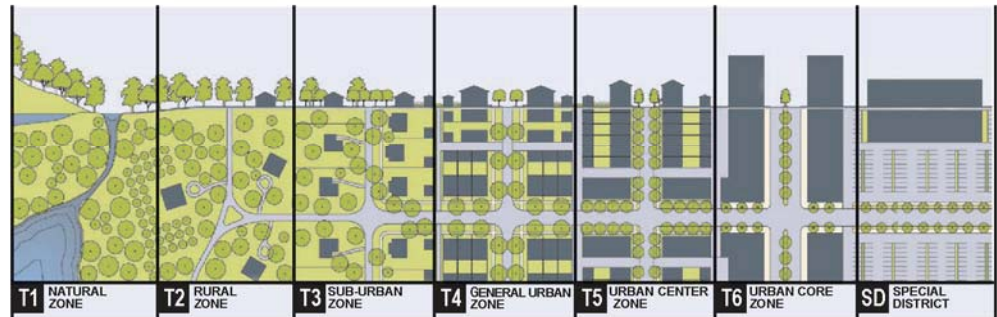 T1 NATURAL
ZONE
T2 RURAL
ZONE
T3 SUB-URBAN
ZONE
T4 GENERAL URBAN
ZONE
T5 URBAN CENTER
ZONE
T6 URBAN CORE
ZONE
SD SPECIAL
DISTRICT